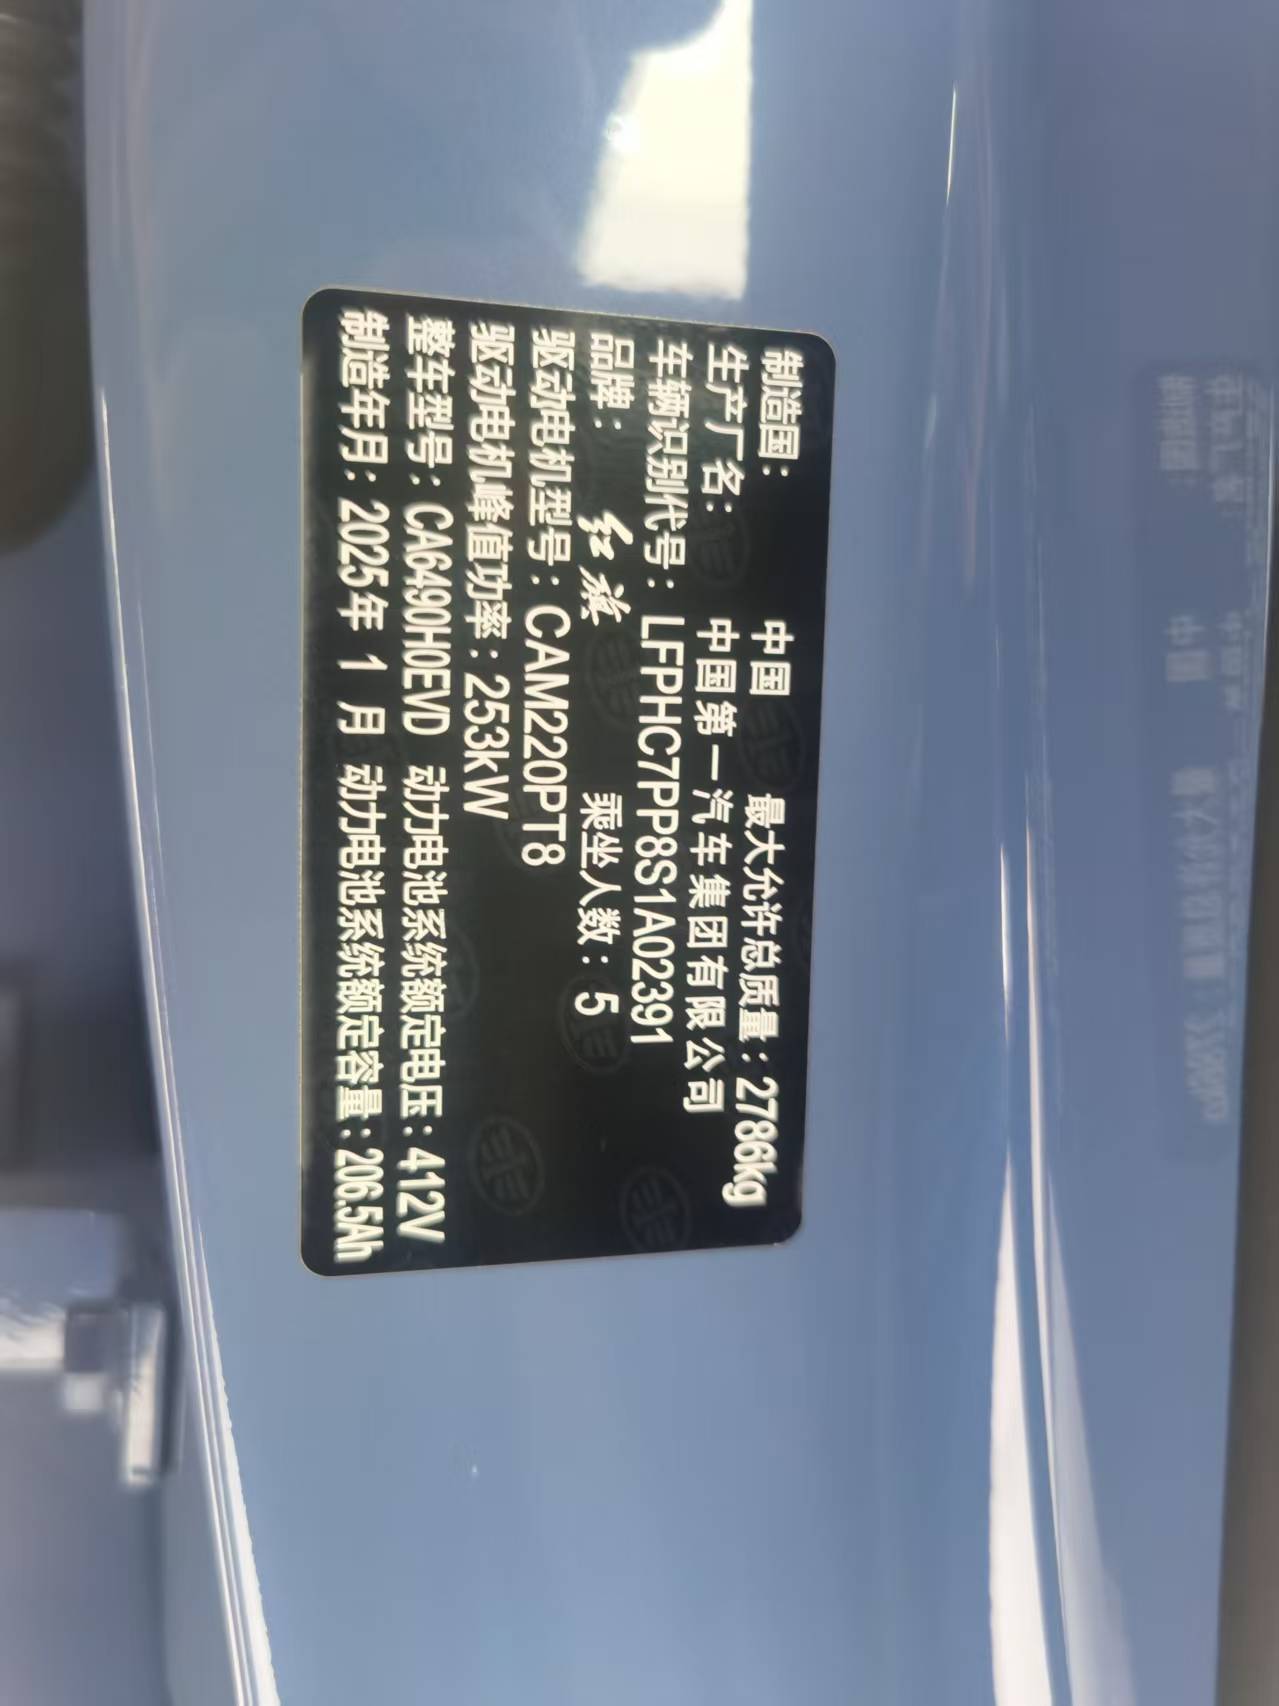 制造国： 中国 最大允许总质量：2786kg
生产厂名： 中国第一汽车集团有限公司
车辆识别代号：LFPHC7PP8S1A02391
品牌： 红旗 乘坐人数：5
驱动电机型号：CAM220PT8
驱动电机峰值功率：253kW
整车型号：CA6490H0EVD 动力电池系统额定电压：412V
制造年月：2025年 1 月 动力电池系统额定容量：206.5Ah